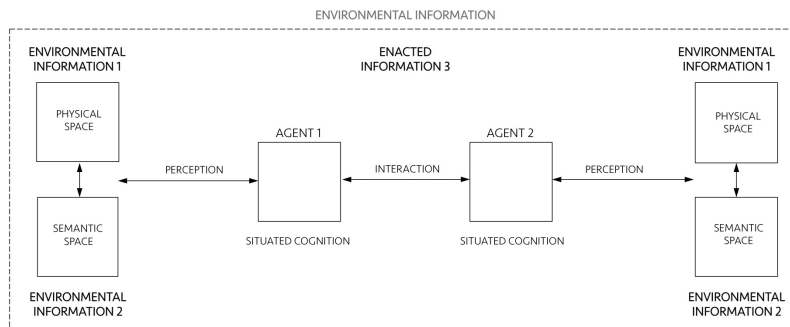 ENVIRONMENTAL INFORMATION
ENVIRONMENTAL
INFORMATION 1
PHYSICAL
SPACE
SEMANTIC
SPACE
ENVIRONMENTAL
INFORMATION 2
PERCEPTION
ENACTED
INFORMATION 3
AGENT 1
SITUATED COGNITION
INTERACTION
AGENT 2
SITUATED COGNITION
PERCEPTION
ENVIRONMENTAL
INFORMATION 1
PHYSICAL
SPACE
SEMANTIC
SPACE
ENVIRONMENTAL
INFORMATION 2